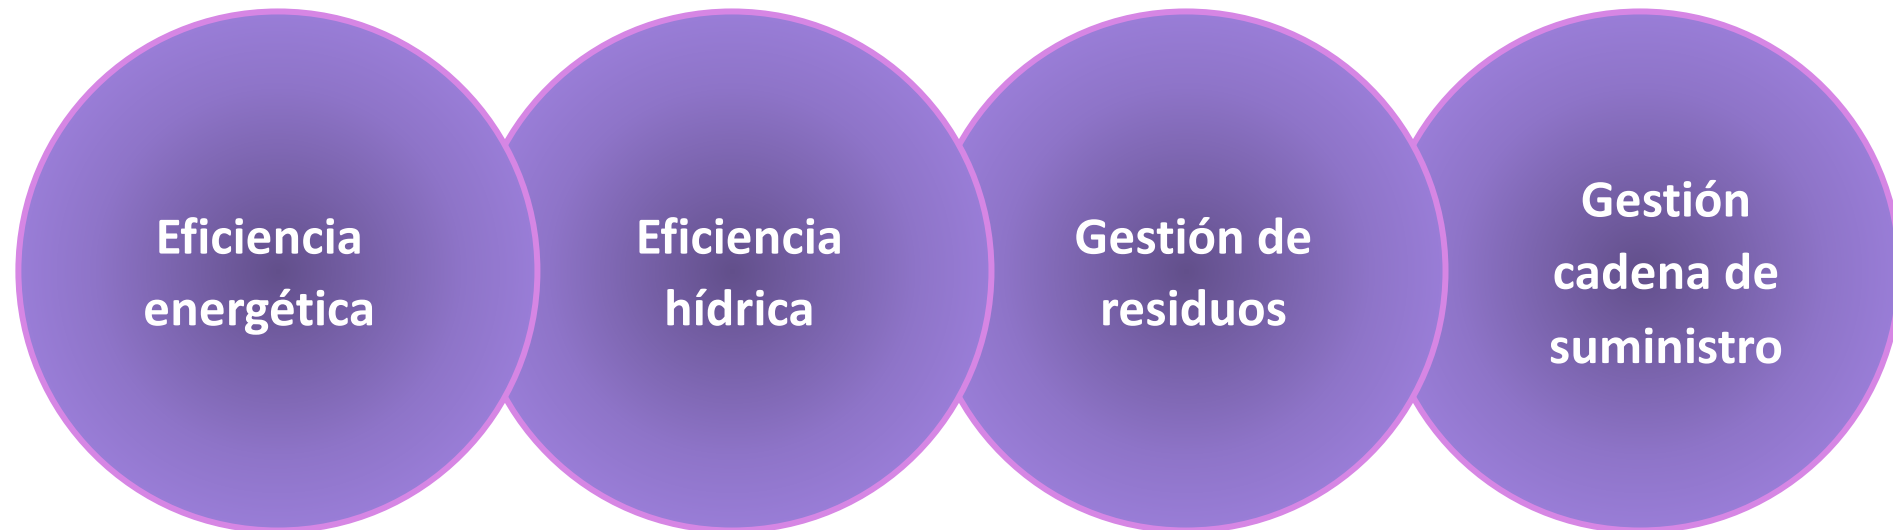 Eficiencia
energética
Eficiencia
hídrica
Gestión de
residuos
Gestión
cadena de
suministro